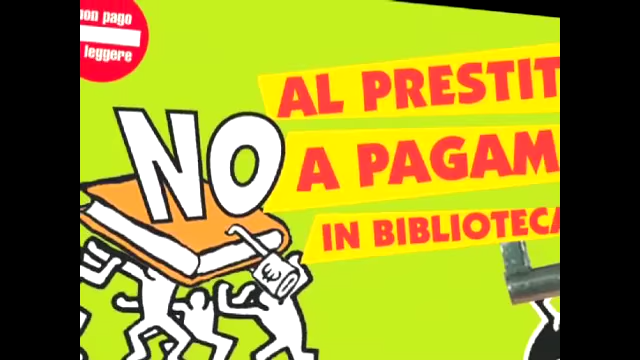 non pago
leggere
NO
AL PRESTIT
A PAGAM
IN BIBLIOTECA